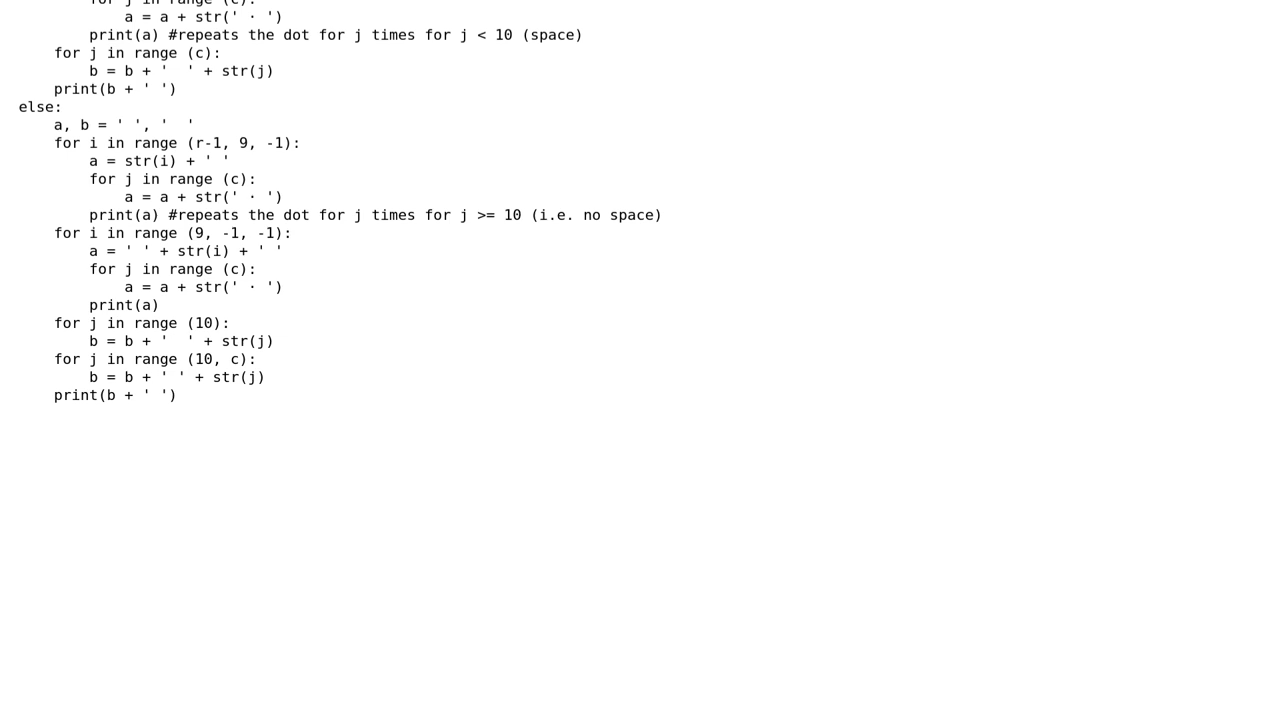 for j in range (c):
            a = a + str(' · ')
        print(a) #repeats the dot for j times for j < 10 (space)
    for j in range (c):
        b = b + '  ' + str(j)
    print(b + ' ')
else:
    a, b = ' ', '  '
    for i in range (r-1, 9, -1):
        a = str(i) + ' '
        for j in range (c):
            a = a + str(' · ')
        print(a) #repeats the dot for j times for j >= 10 (i.e. no space)
    for i in range (9, -1, -1):
        a = ' ' + str(i) + ' '
        for j in range (c):
            a = a + str(' · ')
        print(a)
    for j in range (10):
        b = b + '  ' + str(j)
    for j in range (10, c):
        b = b + ' ' + str(j)
    print(b + ' ')